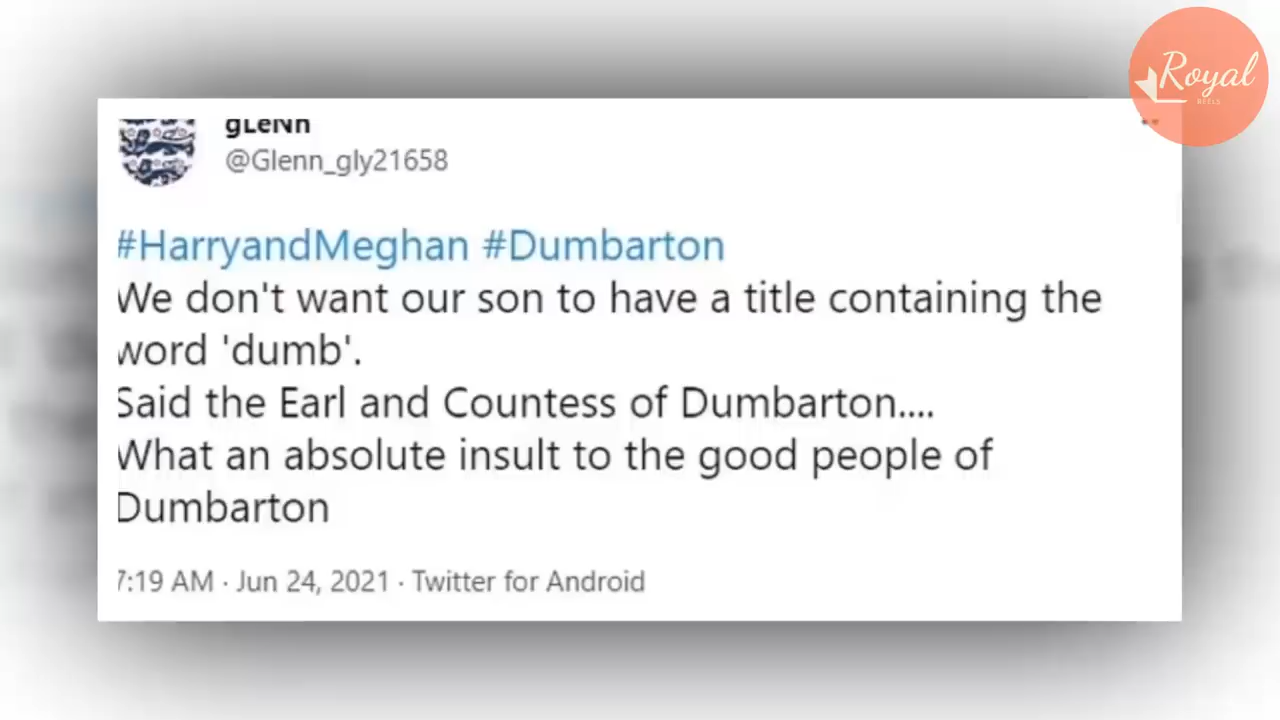 Royal
REELS
gLeNn
@Glenn_gly21658
#HarryandMeghan #Dumbarton
We don't want our son to have a title containing the
word 'dumb'.
Said the Earl and Countess of Dumbarton....
What an absolute insult to the good people of
Dumbarton
7:19 AM · Jun 24, 2021 · Twitter for Android